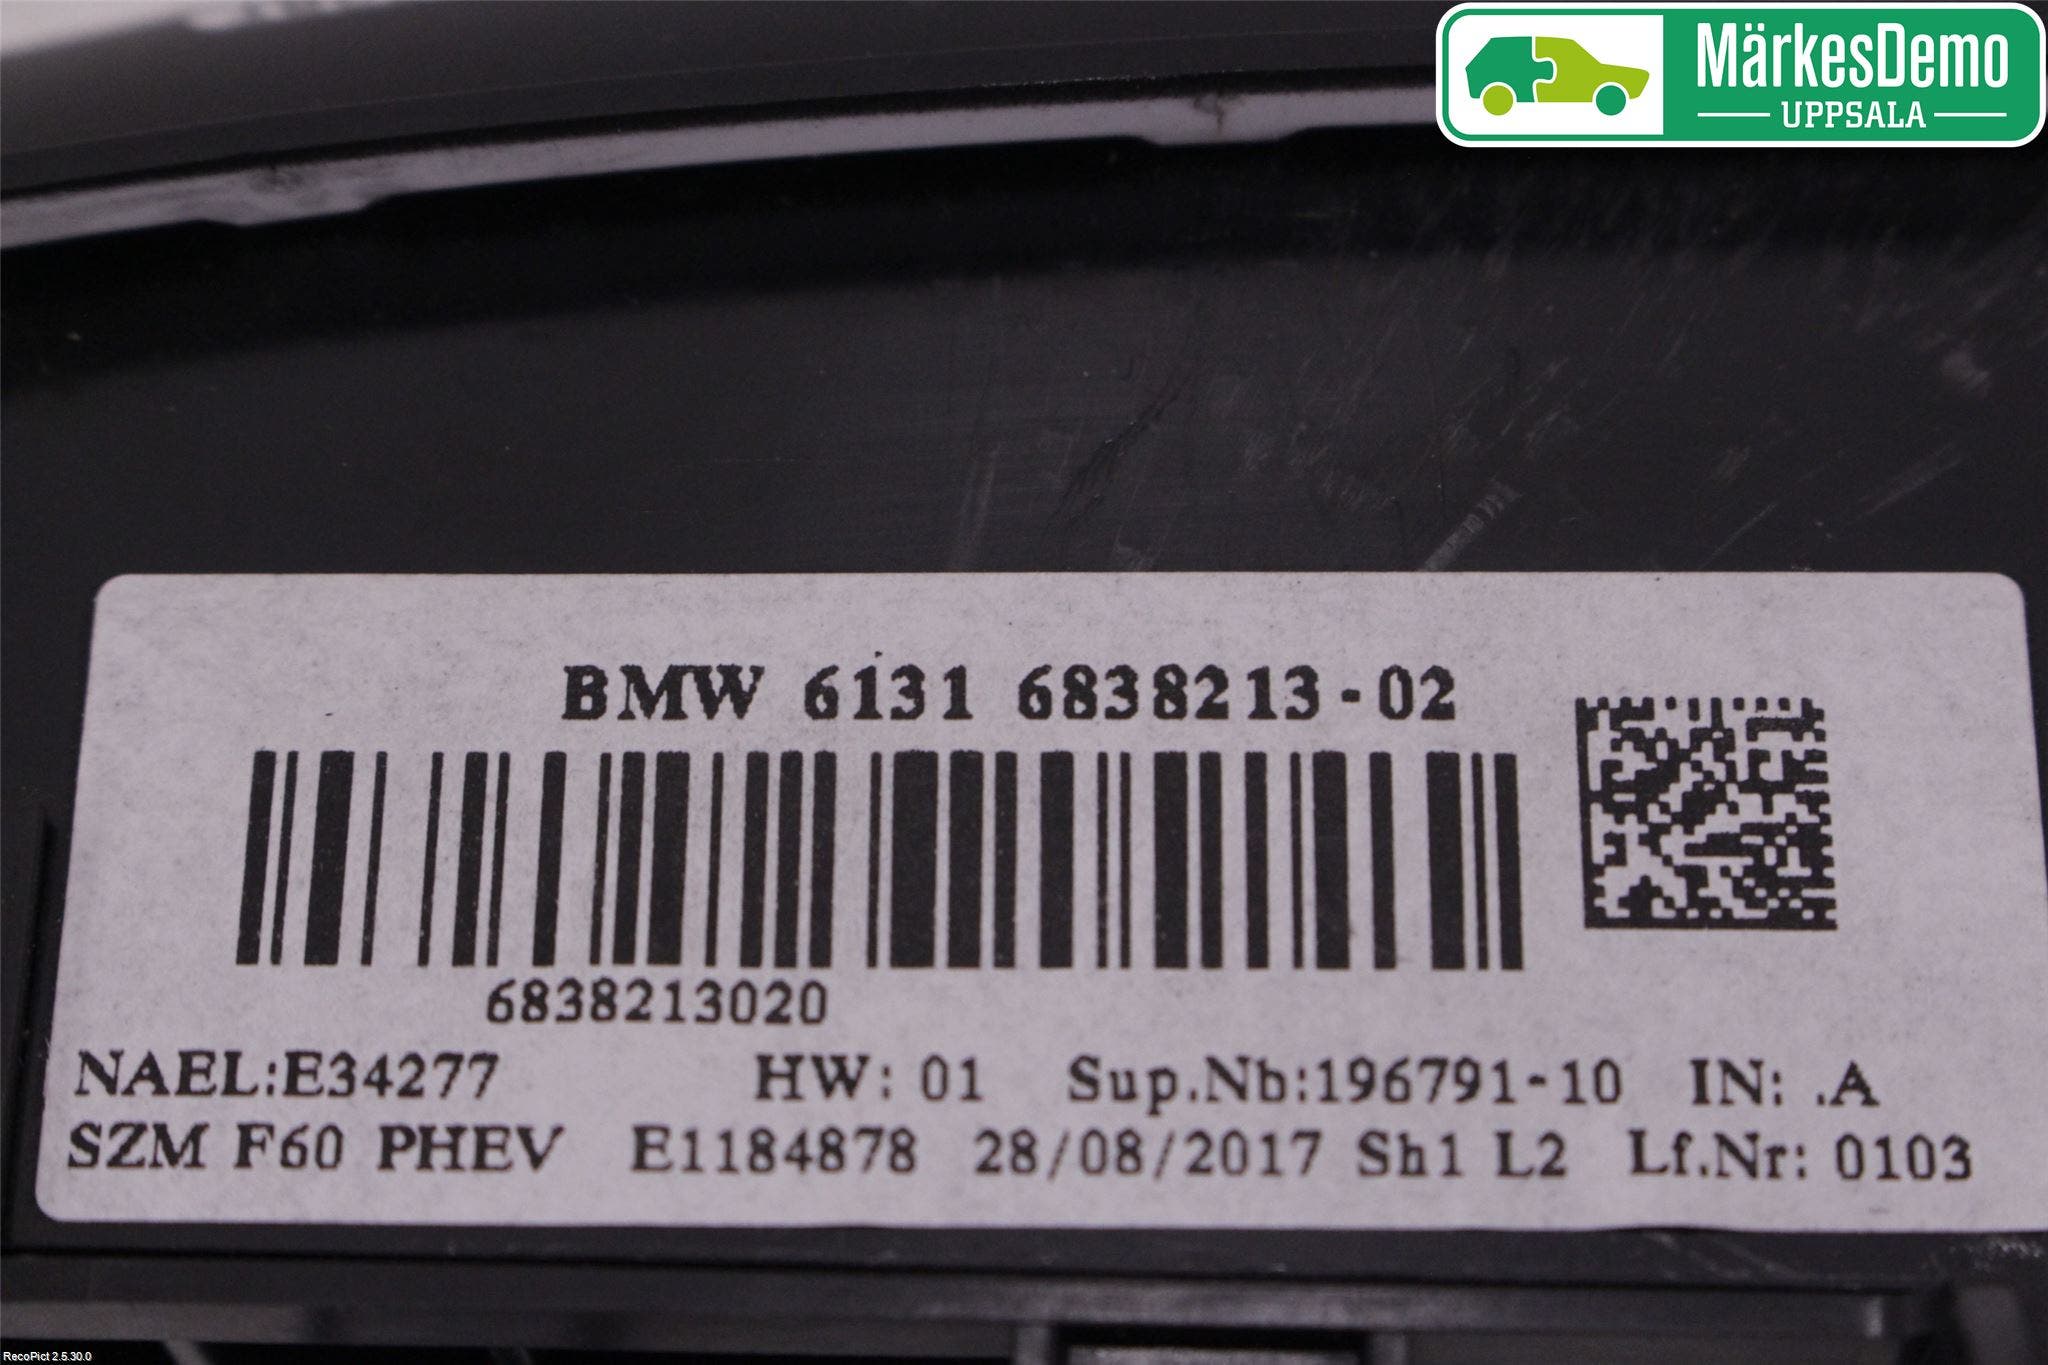 MärkesDemo
UPPSALA
BMW 6131 6838213-02
6838213020
NAEL:E34277 HW: 01 Sup.Nb:196791-10 IN: .A
SZM F60 PHEV E1184878 28/08/2017 Sh1 L2 Lf.Nr: 0103
RecoPict 2.5.30.0